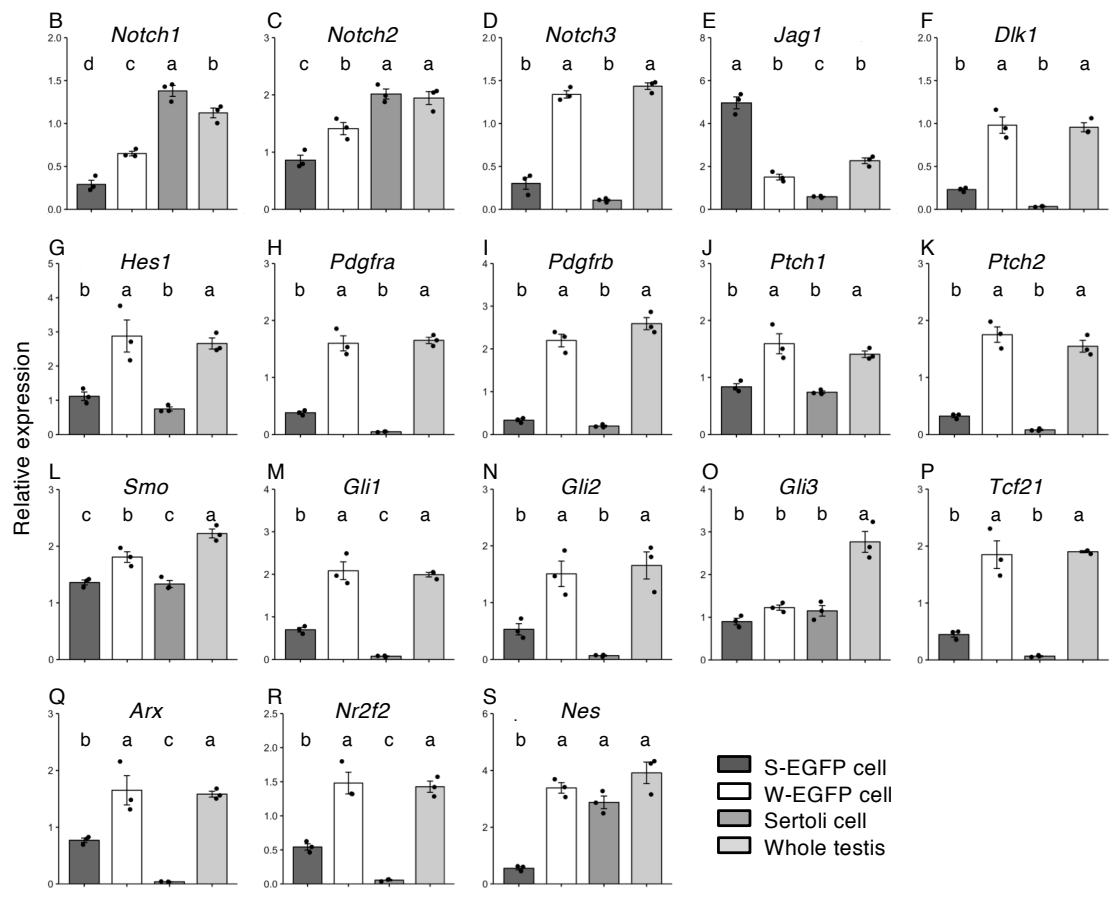 B Notch1
2.0 1.5 1.0 0.5 0.0
d c a b
C Notch2
3 2 1 0
c b a a
D Notch3
2.0 1.5 1.0 0.5 0.0
b a b a
E Jag1
8 6 4 2 0
a b c b
F Dlk1
2.0 1.5 1.0 0.5 0.0
b a b a
G Hes1
5 4 3 2 1 0
b a b a
H Pdgfra
3 2 1 0
b a b a
I Pdgfrb
4 3 2 1 0
b a b a
J Ptch1
3 2 1 0
b a b a
K Ptch2
3 2 1 0
b a b a
Relative expression
L Smo
3 2 1 0
c b c a
M Gli1
4 3 2 1 0
b a c a
N Gli2
3 2 1 0
b a b a
O Gli3
4 3 2 1 0
b b b a
P Tcf21
3 2 1 0
b a b a
Q Arx
3 2 1 0
b a c a
R Nr2f2
2.5 2.0 1.5 1.0 0.5 0.0
b a c a
S Nes
6 4 2 0
b a a a
S-EGFP cell
W-EGFP cell
Sertoli cell
Whole testis